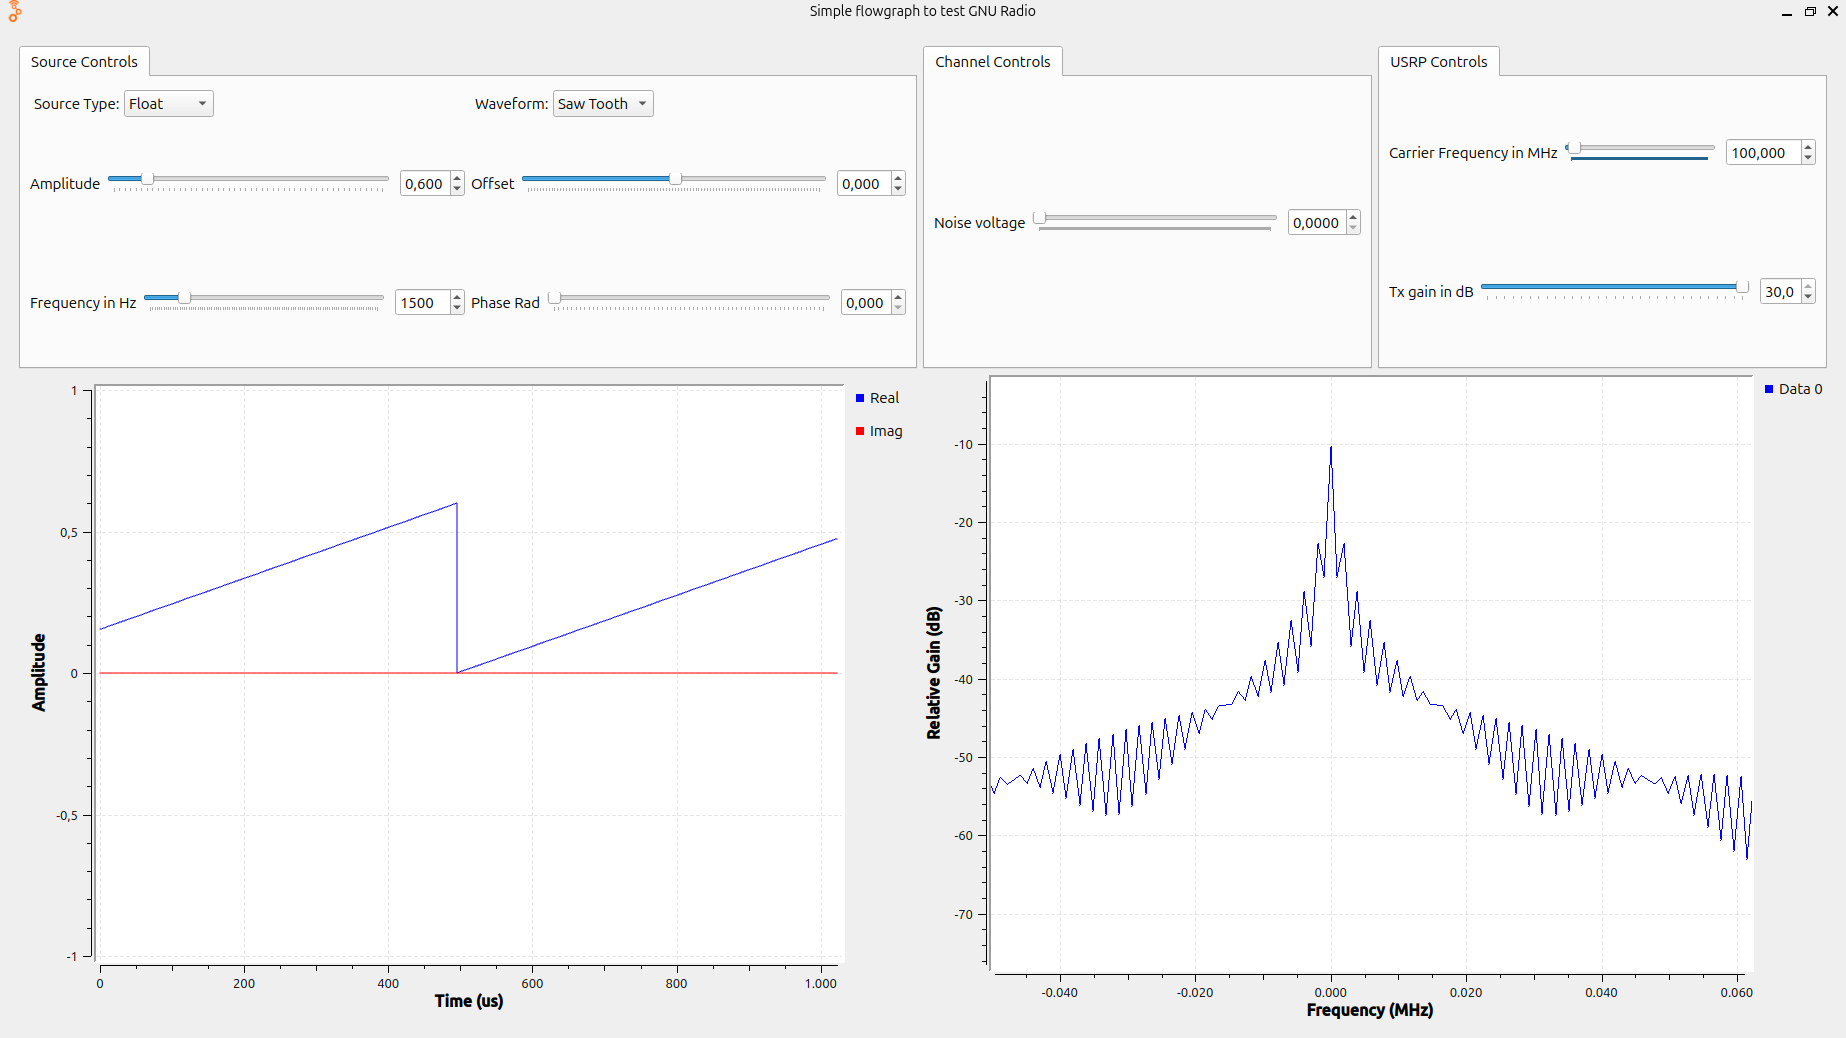 Simple flowgraph to test GNU Radio
Source Controls
Source Type: Float
Waveform: Saw Tooth
Amplitude 0,600
Offset 0,000
Frequency in Hz 1500
Phase Rad 0,000
Channel Controls
Noise voltage 0,0000
USRP Controls
Carrier Frequency in MHz 100,000
Tx gain in dB 30,0
1
0,5
0
-0,5
-1
Amplitude
0 200 400 600 800 1.000
Time (us)
Real
Imag
-10
-20
-30
-40
-50
-60
-70
Relative Gain (dB)
-0.040 -0.020 0.000 0.020 0.040 0.060
Frequency (MHz)
Data 0